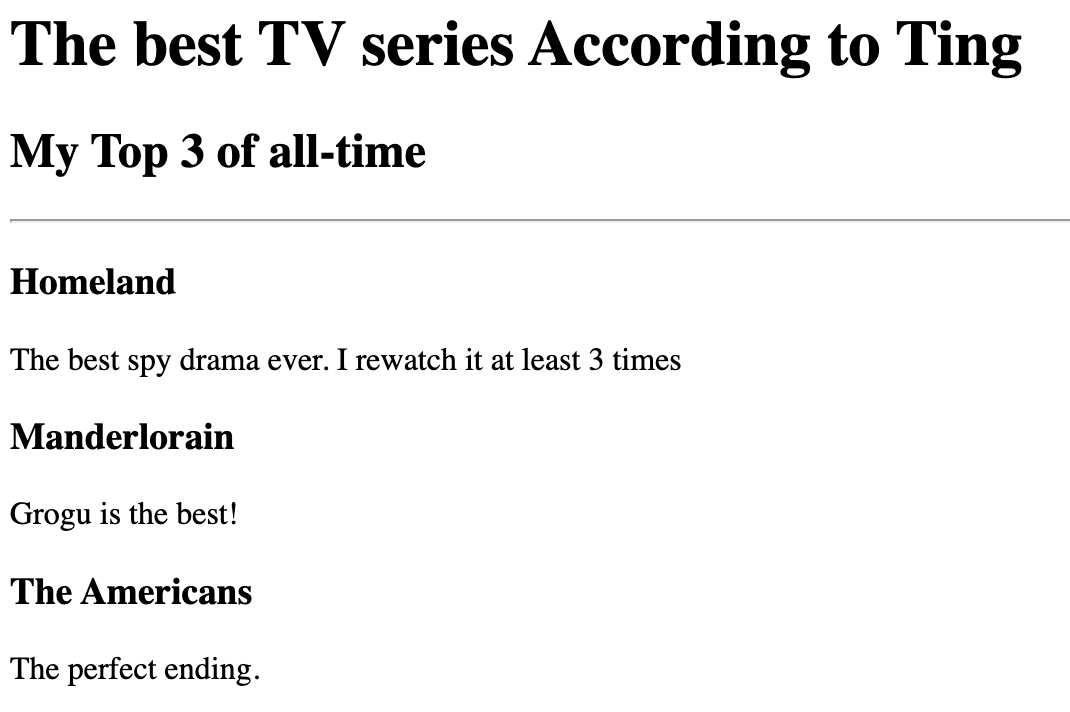 The best TV series According to Ting
My Top 3 of all-time
Homeland
The best spy drama ever. I rewatch it at least 3 times
Manderlorain
Grogu is the best!
The Americans
The perfect ending.